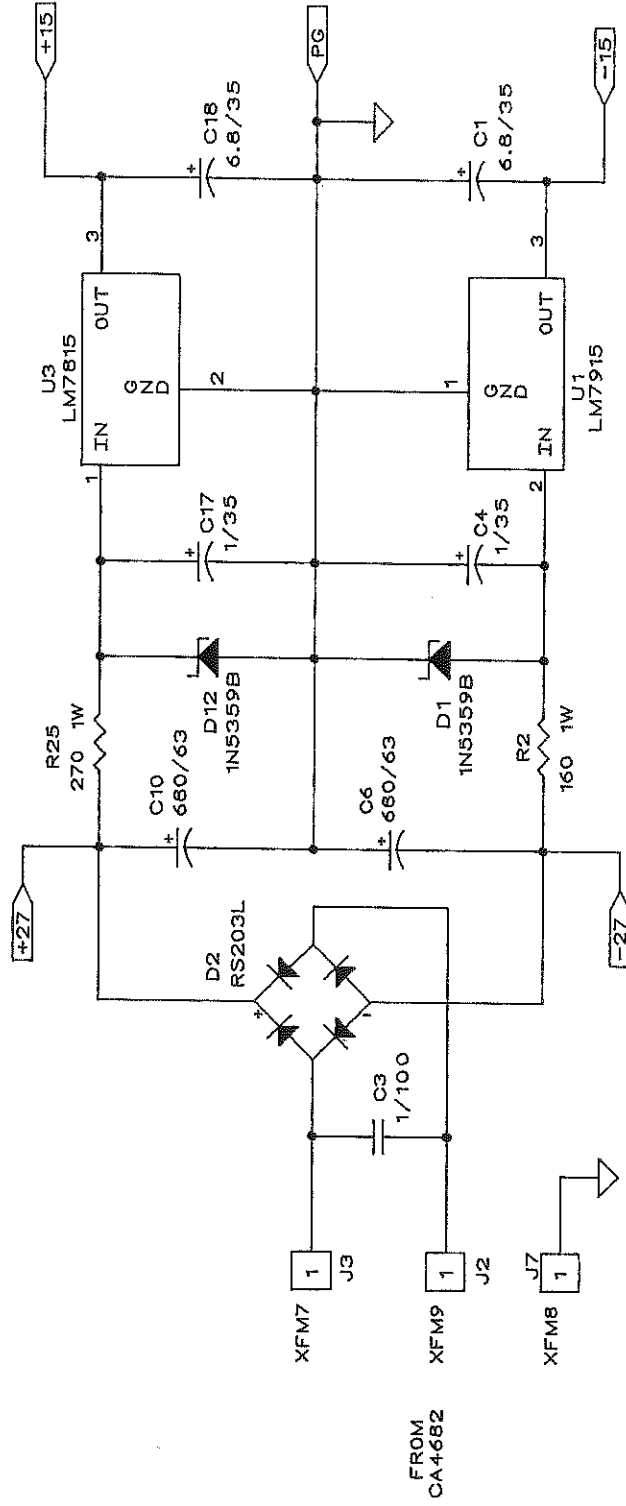 FROM
CA4682
XFM7
1
J3
XFM9
1
J2
XFM8
1
J7
C3
1/100
D2
RS203L
+
-
+27
-27
C10
680/63
+
C6
680/63
+
R25
270 1W
R2
160 1W
D12
1N5359B
D1
1N5359B
C17
1/35
+
C4
1/35
+
U3
LM7815
IN
OUT
GND
1
2
3
U1
LM7915
IN
OUT
GND
2
1
3
C18
6.8/35
+
C1
6.8/35
+
+15
PG
-15